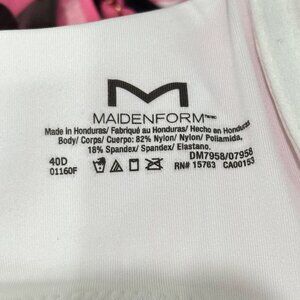 MAIDENFORM
Made in Honduras/ Fabriqué au Honduras/ Hecho en Honduras
Body/ Corps/ Cuerpo: 82% Nylon/ Nylon/ Poliamida,
18% Spandex/ Spandex/ Elastano.
40D DM7958/07958
01160F RN# 15763 CA00153